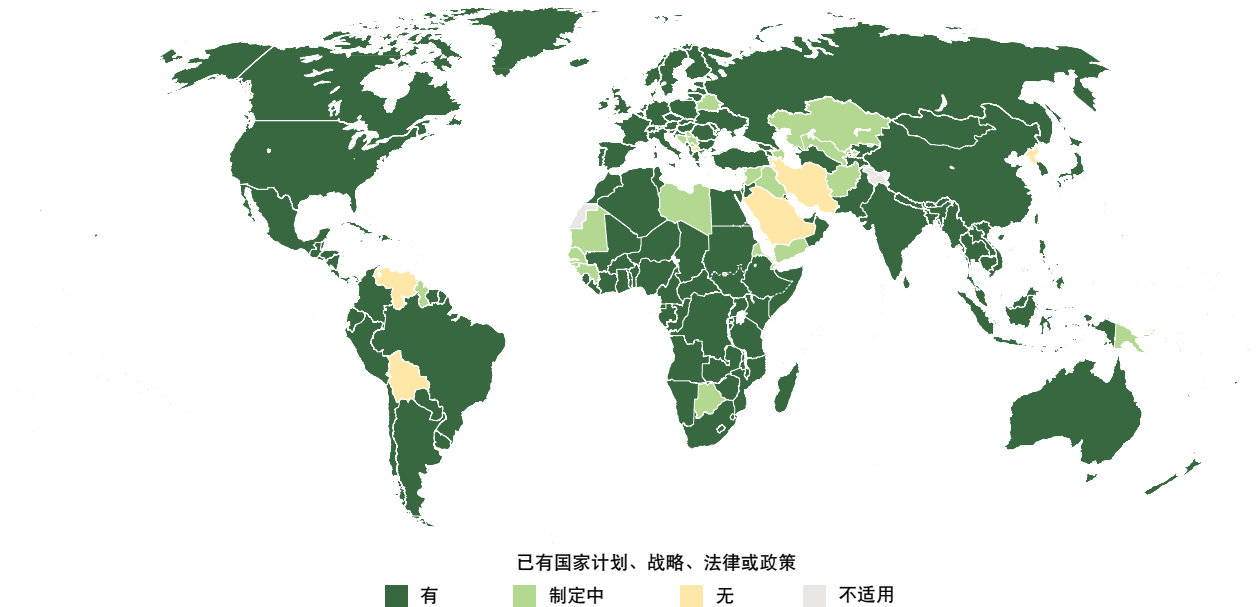 已有国家计划、战略、法律或政策
有 制定中 无 不适用